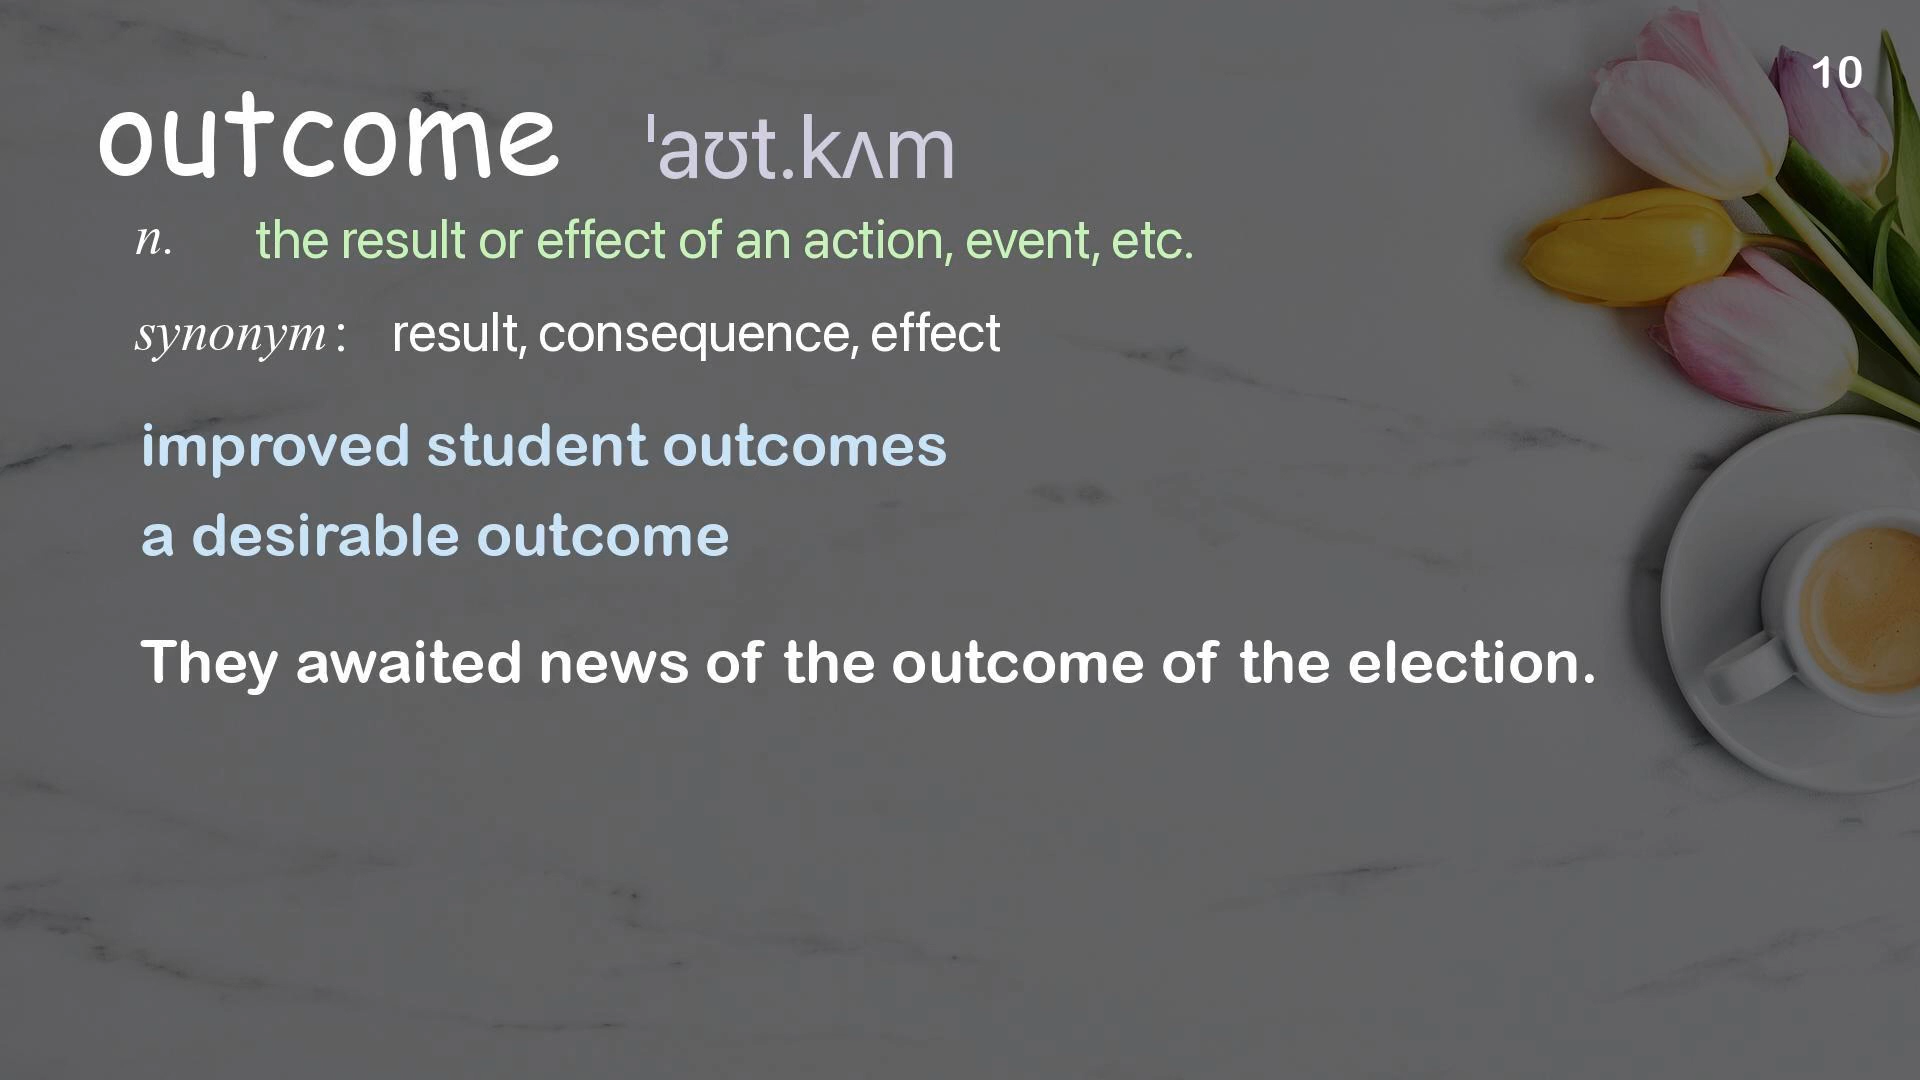 10
outcome ˈaʊt.kʌm
n. the result or effect of an action, event, etc.
synonym: result, consequence, effect
improved student outcomes
a desirable outcome
They awaited news of the outcome of the election.